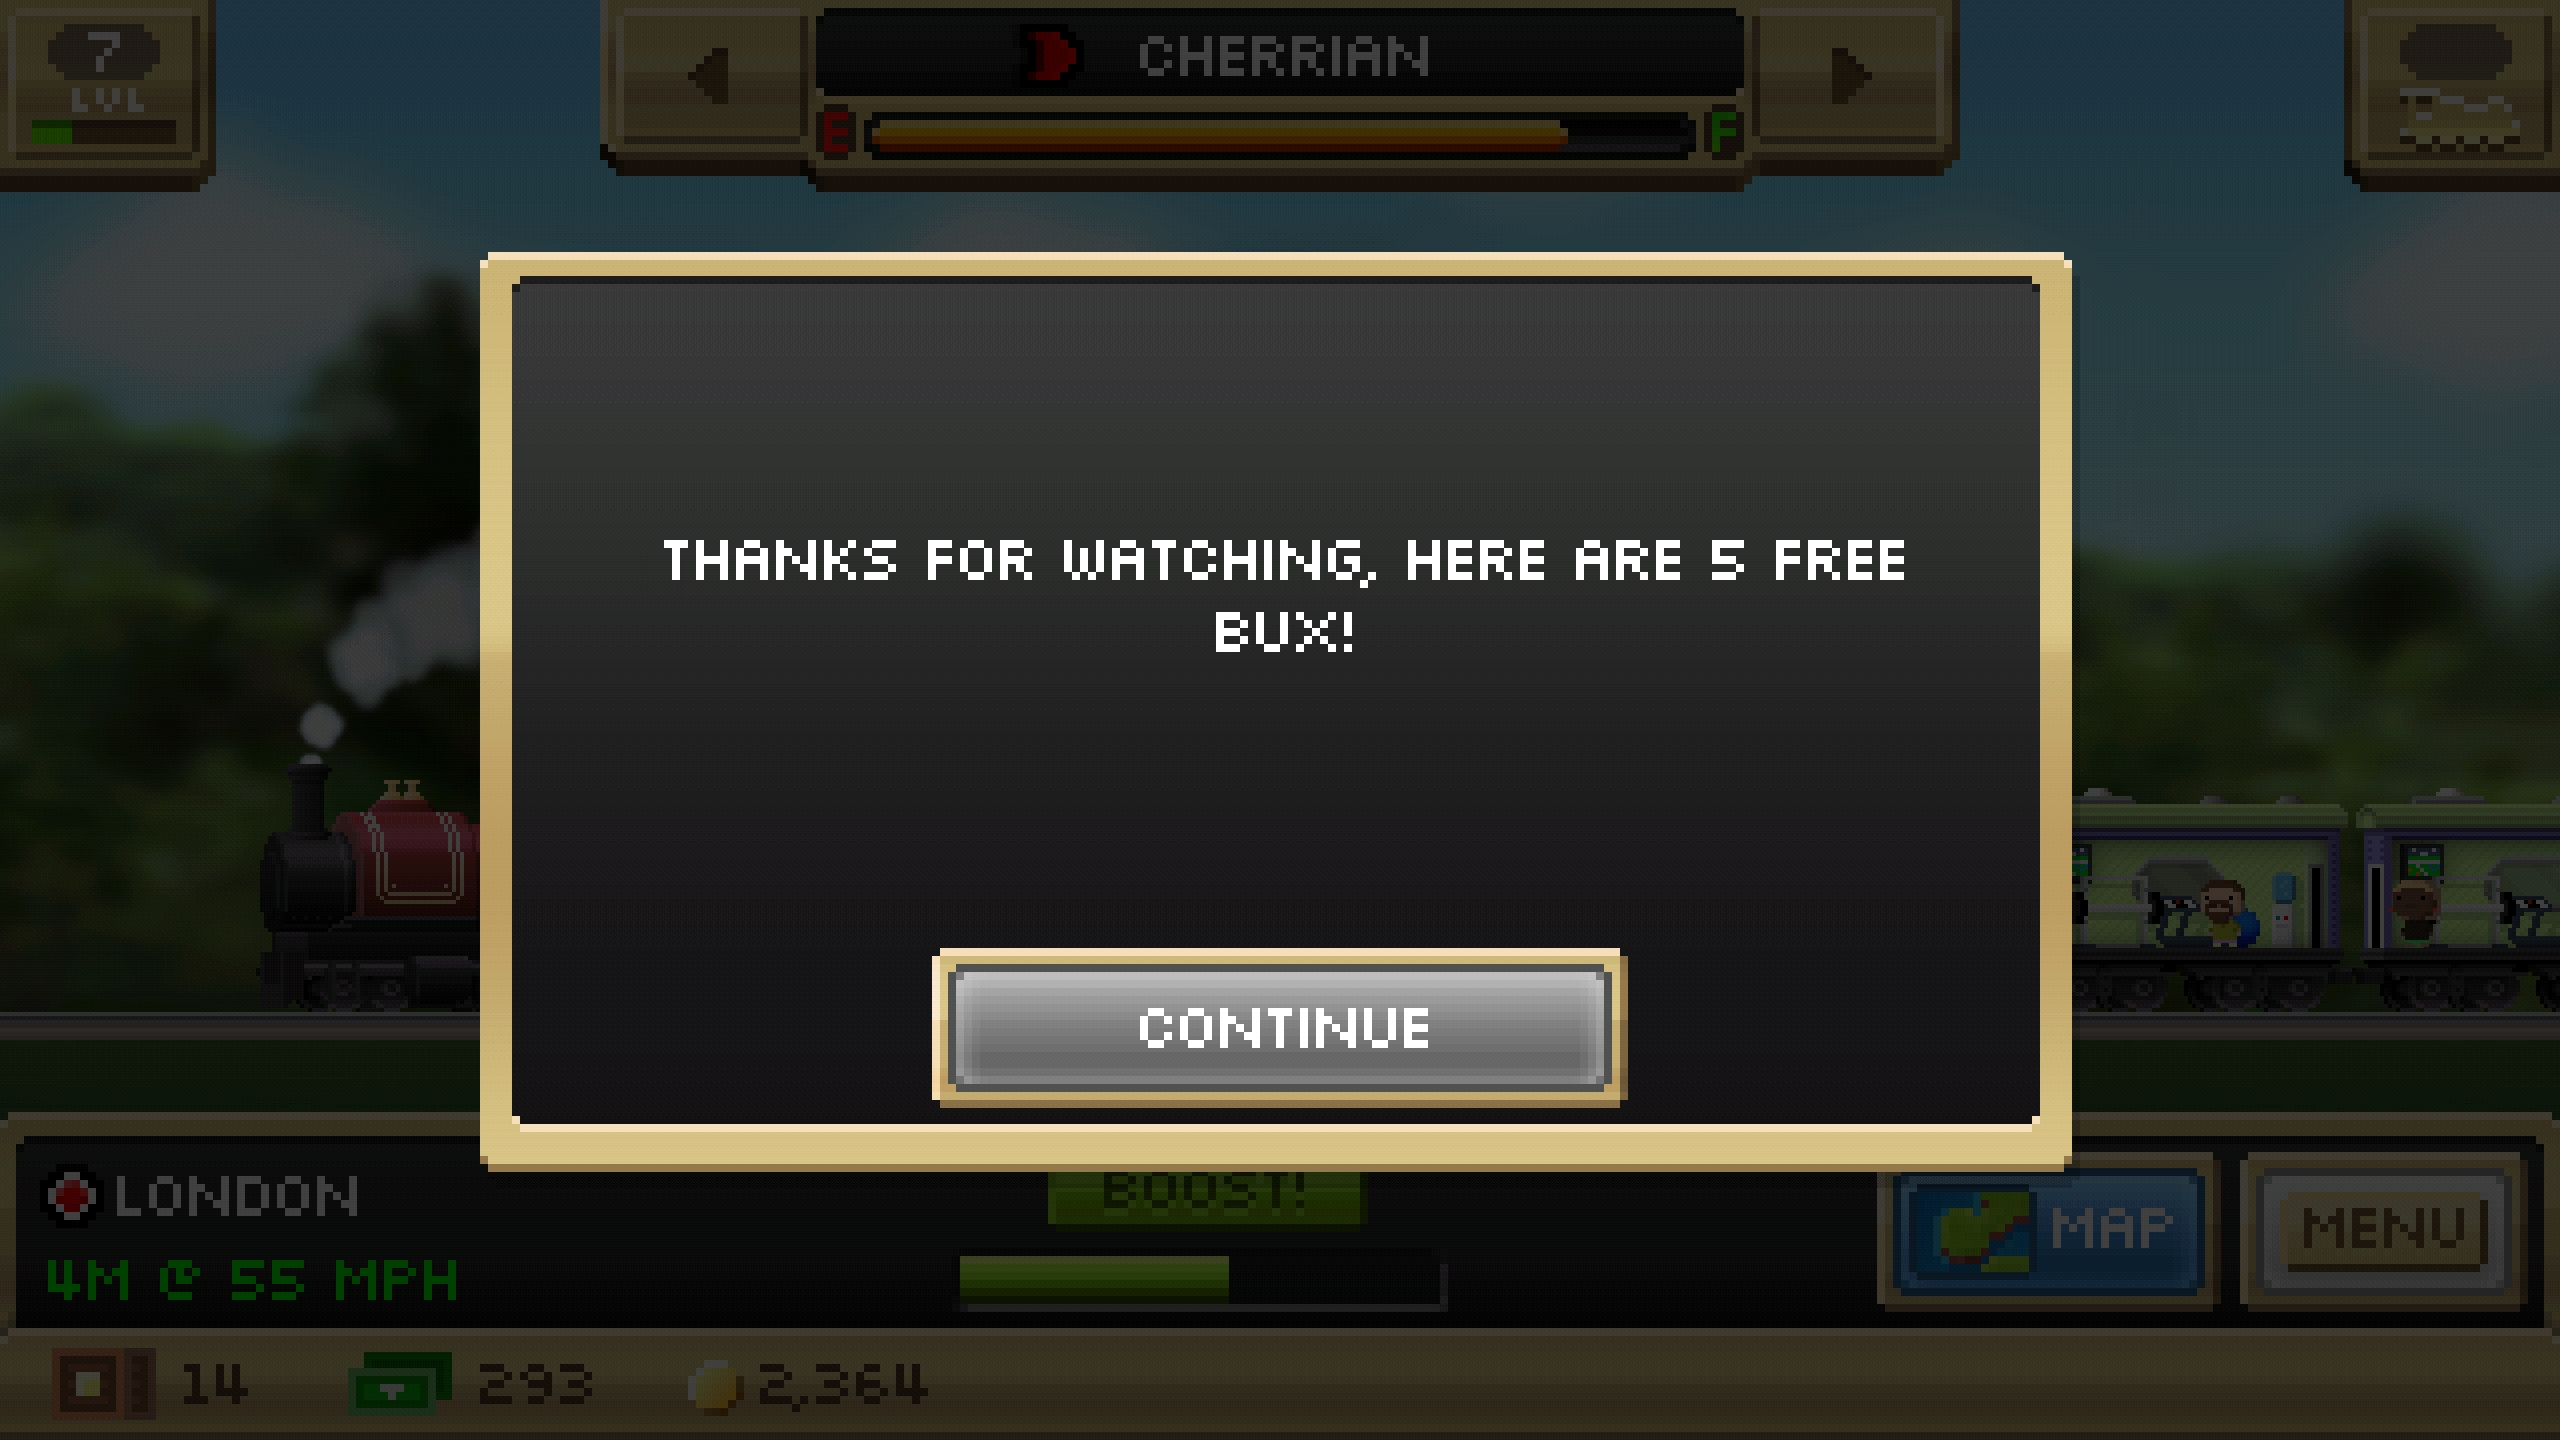 7
LVL
CHERRIAN
E
F
THANKS FOR WATCHING, HERE ARE 5 FREE
BUX!
CONTINUE
LONDON
BOOST!
MAP
MENU
4M @ 55 MPH
14
293
2,364